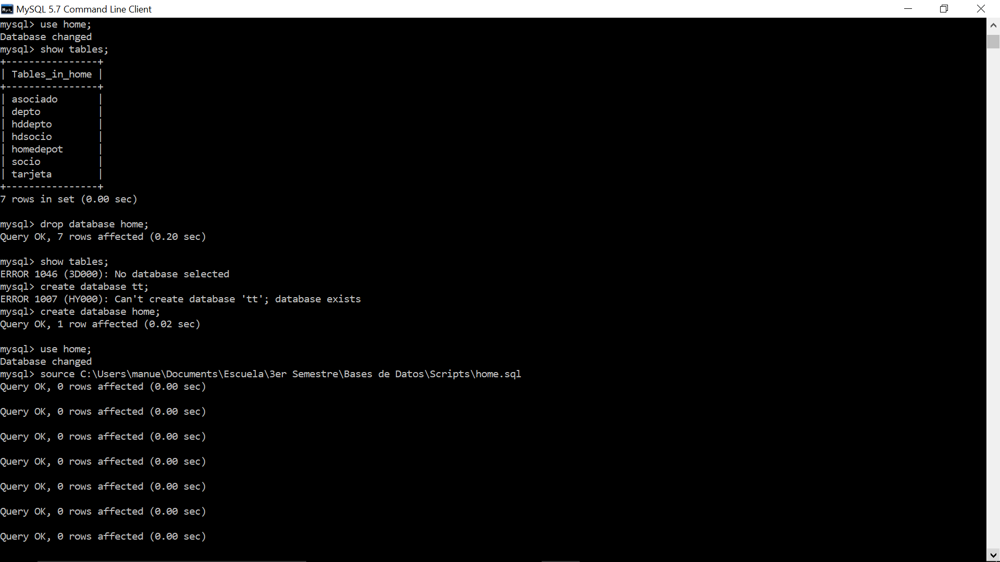 MySQL 5.7 Command Line Client
mysql> use home;
Database changed
mysql> show tables;
+----------------+
| Tables_in_home |
+----------------+
| asociado       |
| depto          |
| hddepto        |
| hdsocio        |
| homedepot      |
| socio          |
| tarjeta        |
+----------------+
7 rows in set (0.00 sec)

mysql> drop database home;
Query OK, 7 rows affected (0.20 sec)

mysql> show tables;
ERROR 1046 (3D000): No database selected
mysql> create database tt;
ERROR 1007 (HY000): Can't create database 'tt'; database exists
mysql> create database home;
Query OK, 1 row affected (0.02 sec)

mysql> use home;
Database changed
mysql> source C:\Users\manue\Documents\Escuela\3er Semestre\Bases de Datos\Scripts\home.sql
Query OK, 0 rows affected (0.00 sec)

Query OK, 0 rows affected (0.00 sec)

Query OK, 0 rows affected (0.00 sec)

Query OK, 0 rows affected (0.00 sec)

Query OK, 0 rows affected (0.00 sec)

Query OK, 0 rows affected (0.00 sec)

Query OK, 0 rows affected (0.00 sec)